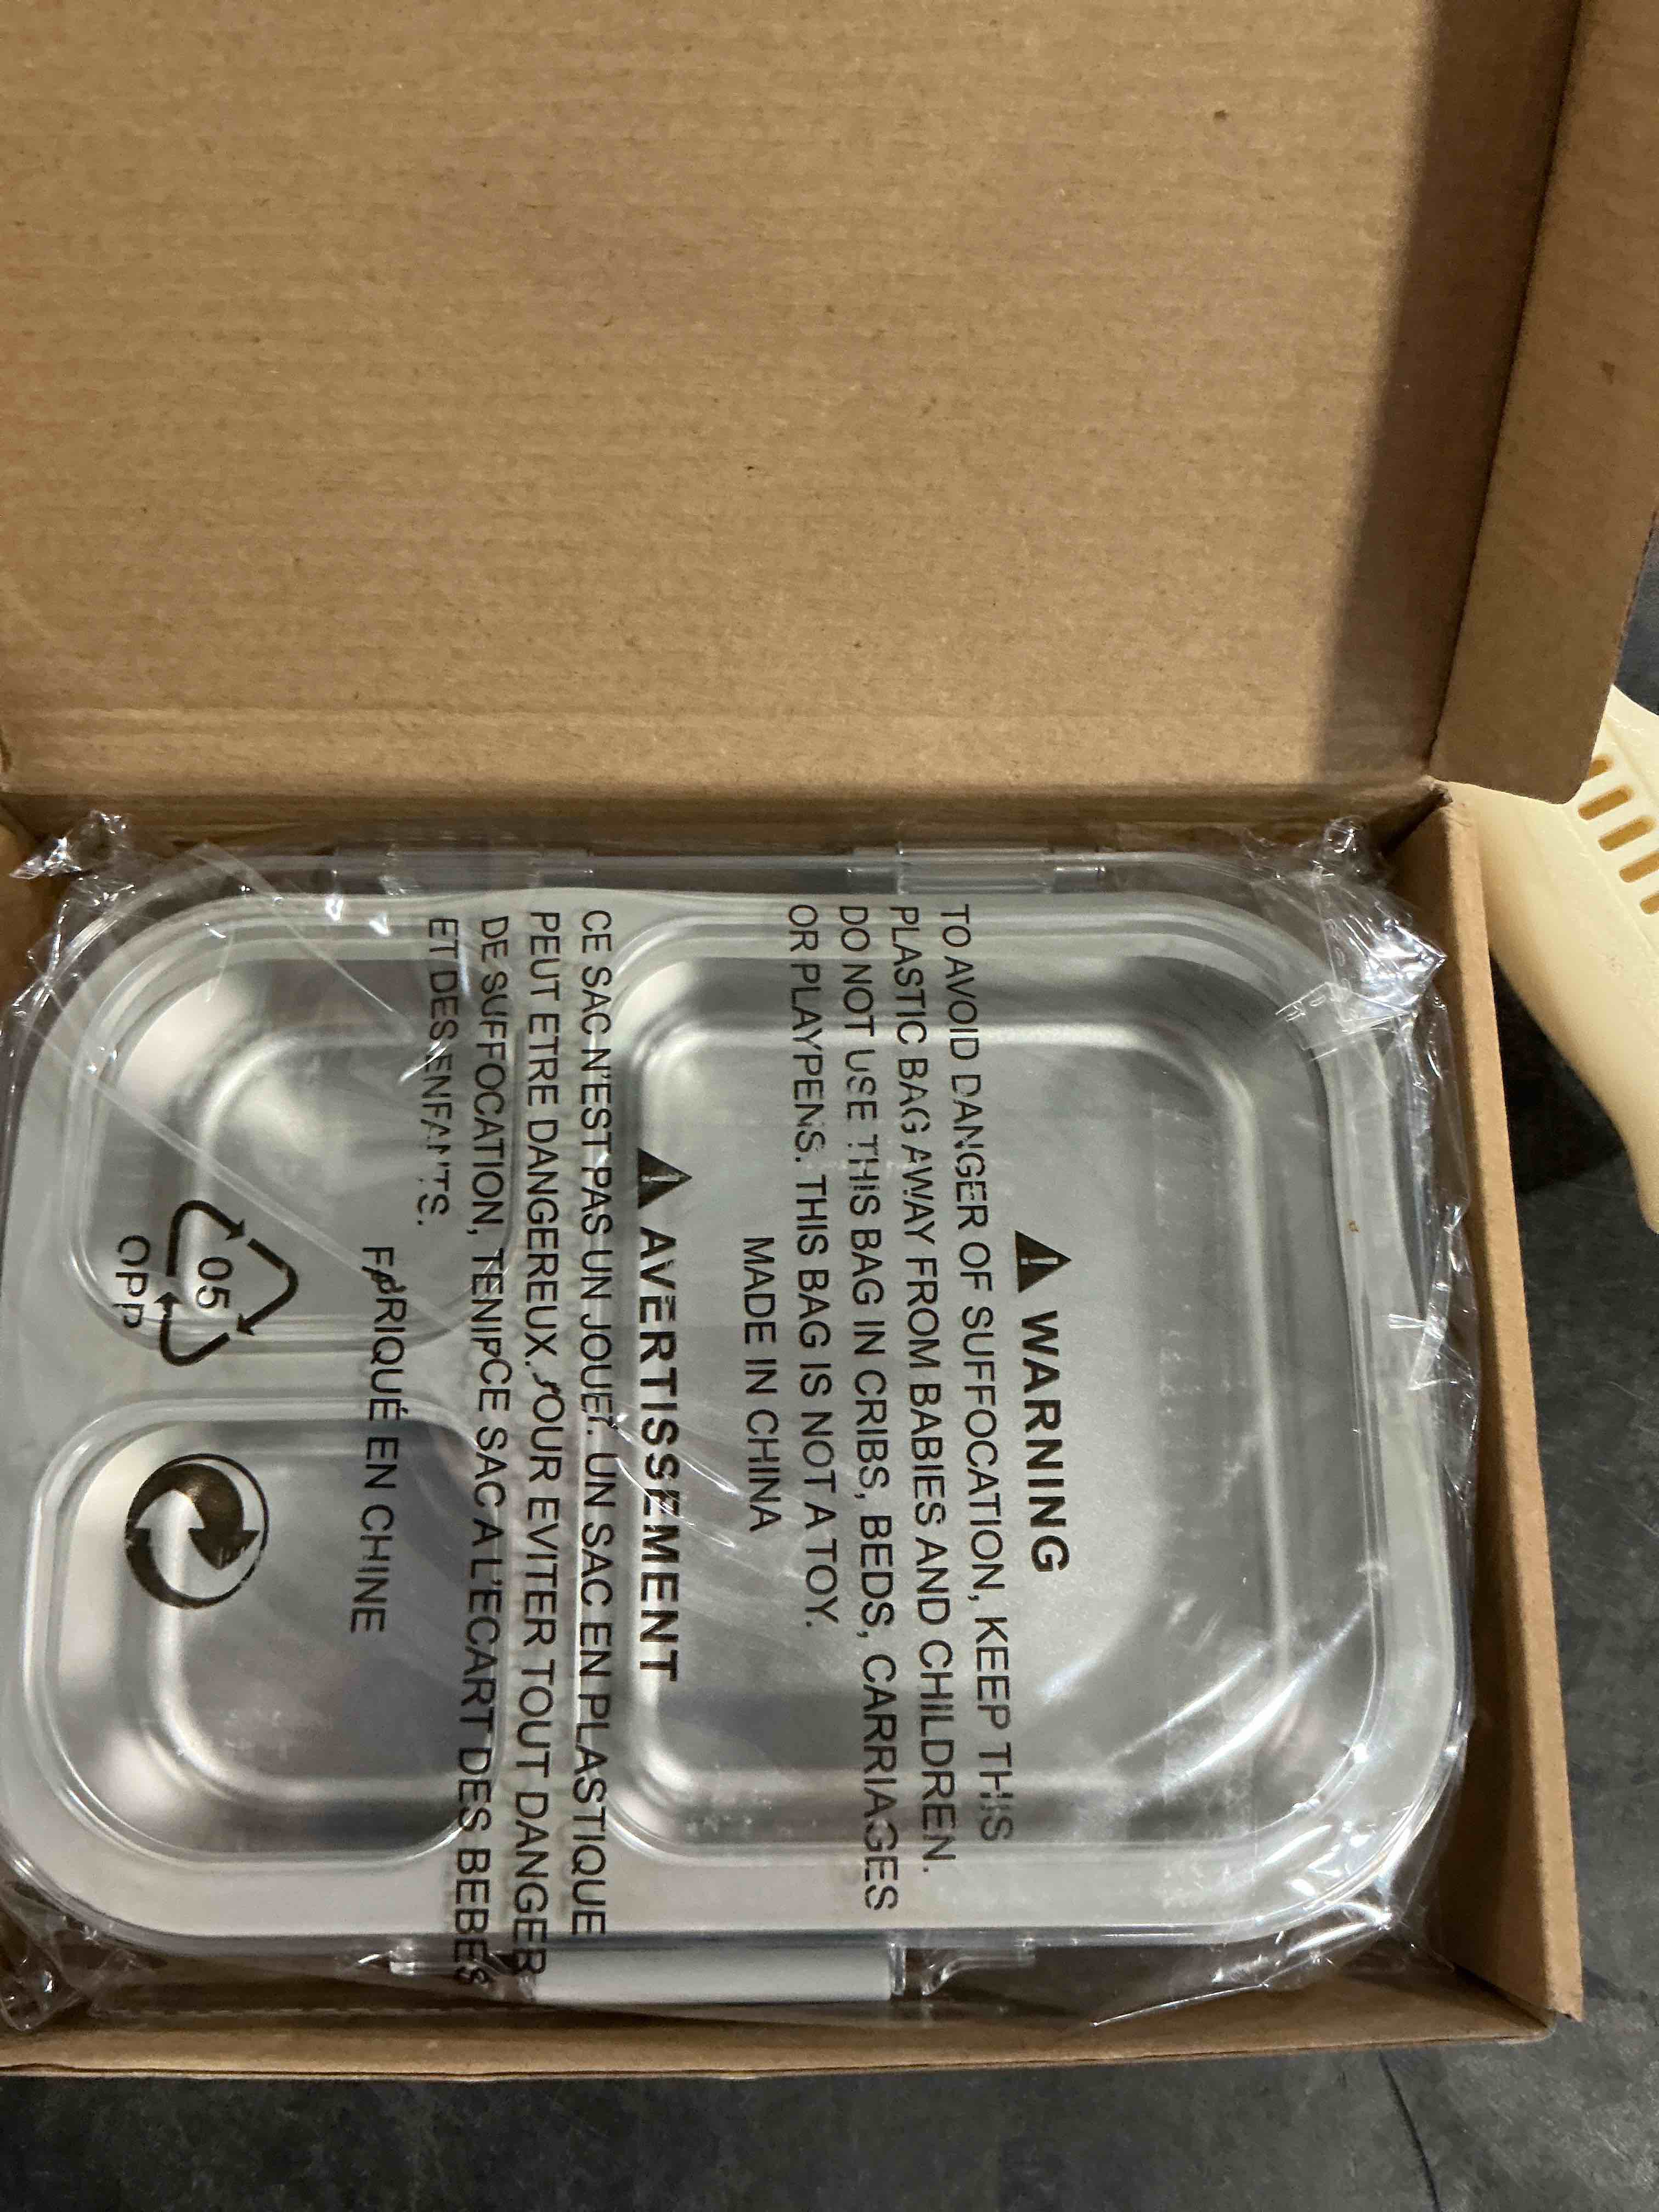 WARNING
TO AVOID DANGER OF SUFFOCATION, KEEP THIS
PLASTIC BAG AWAY FROM BABIES AND CHILDREN.
DO NOT USE THIS BAG IN CRIBS, BEDS, CARRIAGES
OR PLAYPENS. THIS BAG IS NOT A TOY.
MADE IN CHINA
AVERTISSEMENT
CE SAC N'EST PAS UN JOUET. UN SAC EN PLASTIQUE
PEUT ETRE DANGEREUX. POUR EVITER TOUT DANGER
DE SUFFOCATION, TENIR CE SAC A L'ECART DES BEBES
ET DES ENFANTS.
FABRIQUÉ EN CHINE
05
OPP